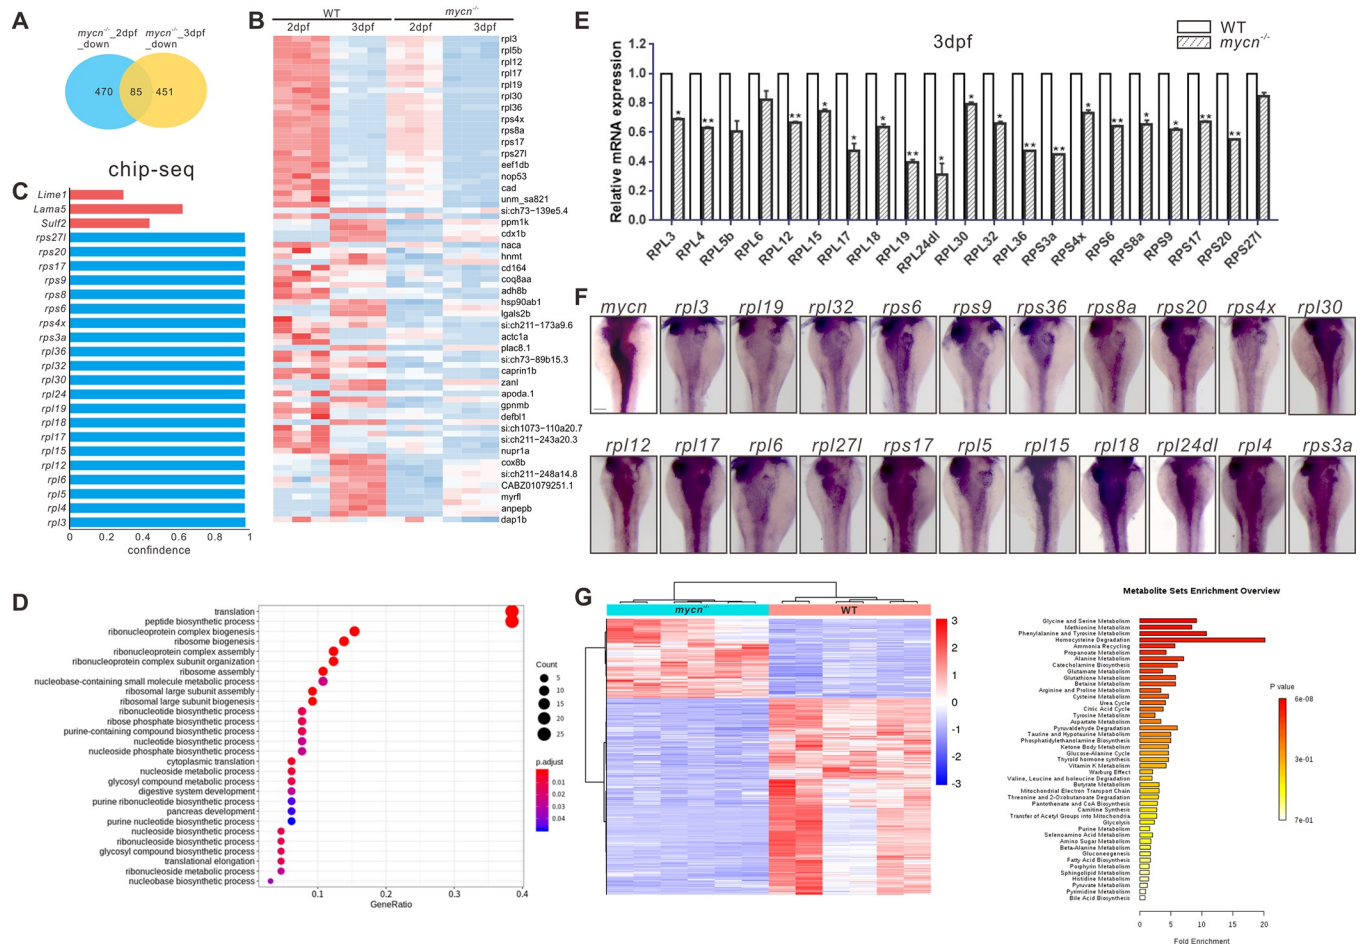 A
mycn-/-_2dpf
_down
mycn-/-_3dpf
_down
470
85
451
B
WT
mycn-/-
2dpf
3dpf
2dpf
3dpf
rpl3
rpl5b
rpl12
rpl17
rpl19
rpl30
rpl36
rps4x
rps8a
rps17
rps27l
eef1db
nop53
cad
unm_sa821
si:ch73-139e5.4
ppm1k
cdx1b
naca
hnmt
cd164
coq8aa
adh8b
hsp90ab1
lgals2b
si:ch211-173a9.6
actc1a
plac8.1
si:ch73-89b15.3
caprin1b
zanl
apoda.1
gpnmb
defbl1
si:ch1073-110a20.7
si:ch211-243a20.3
nupr1a
cox8b
si:ch211-248a14.8
CABZ01079251.1
myrfl
anpepb
dap1b
chip-seq
C
Lime1
Lama5
Sulf2
rps27l
rps20
rps17
rps9
rps8
rps6
rps4x
rps3a
rpl36
rpl32
rpl30
rpl24
rpl19
rpl18
rpl17
rpl15
rpl12
rpl6
rpl5
rpl4
rpl3
0 0.2 0.4 0.6 0.8 1
confindence
D
translation
peptide biosynthetic process
ribonucleoprotein complex biogenesis
ribosome biogenesis
ribonucleoprotein complex assembly
ribonucleoprotein complex subunit organization
ribosome assembly
nucleobase-containing small molecule metabolic process
ribosomal large subunit assembly
ribosomal large subunit biogenesis
ribonucleotide biosynthetic process
ribose phosphate biosynthetic process
purine-containing compound biosynthetic process
nucleotide biosynthetic process
nucleoside phosphate biosynthetic process
cytoplasmic translation
nucleoside metabolic process
glycosyl compound metabolic process
digestive system development
purine ribonucleotide biosynthetic process
pancreas development
purine nucleotide biosynthetic process
nucleoside biosynthetic process
ribonucleoside biosynthetic process
glycosyl compound biosynthetic process
translational elongation
ribonucleoside metabolic process
nucleobase biosynthetic process
0.1 0.2 0.3 0.4
GeneRatio
Count
5
10
15
20
25
p.adjust
0.01
0.02
0.03
0.04
E
3dpf
WT
mycn-/-
Relative mRNA expression
1.2
1.0
0.8
0.6
0.4
0.2
0.0
* ** ** * * ** ** * * * ** ** * ** * * ** **
RPL3 RPL4 RPL5b RPL6 RPL12 RPL15 RPL17 RPL18 RPL19 RPL24dl RPL30 RPL32 RPL36 RPS3a RPS4x RPS6 RPS8a RPS9 RPS17 RPS20 RPS27l
F
mycn rpl3 rpl19 rpl32 rps6 rps9 rps36 rps8a rps20 rps4x rpl30
rpl12 rpl17 rpl6 rpl27l rps17 rpl5 rpl15 rpl18 rpl24dl rpl4 rps3a
G
mycn-/-
WT
3
2
1
0
-1
-2
-3
Metabolite Sets Enrichment Overview
Glycine and Serine Metabolism
Methionine Metabolism
Phenylalanine and Tyrosine Metabolism
Homocysteine Degradation
Ammonia Recycling
Propanoate Metabolism
Alanine Metabolism
Catecholamine Biosynthesis
Glutamate Metabolism
Glutathione Metabolism
Betaine Metabolism
Arginine and Proline Metabolism
Cysteine Metabolism
Urea Cycle
Citric Acid Cycle
Tyrosine Metabolism
Aspartate Metabolism
Pyruvaldehyde Degradation
Taurine and Hypotaurine Metabolism
Phosphatidylethanolamine Biosynthesis
Ketone Body Metabolism
Glucose-Alanine Cycle
Thyroid hormone synthesis
Vitamin K Metabolism
Warburg Effect
Valine, Leucine and Isoleucine Degradation
Butyrate Metabolism
Mitochondrial Electron Transport Chain
Threonine and 2-Oxobutanoate Degradation
Pantothenate and CoA Biosynthesis
Carnitine Synthesis
Transfer of Acetyl Groups into Mitochondria
Glycolysis
Purine Metabolism
Selenoamino Acid Metabolism
Amino Sugar Metabolism
Beta-Alanine Metabolism
Gluconeogenesis
Fatty Acid Biosynthesis
Porphyrin Metabolism
Sphingolipid Metabolism
Histidine Metabolism
Pyruvate Metabolism
Pyrimidine Metabolism
Bile Acid Biosynthesis
0 5 10 15 20
Fold Enrichment
P value
6e-08
3e-01
7e-01